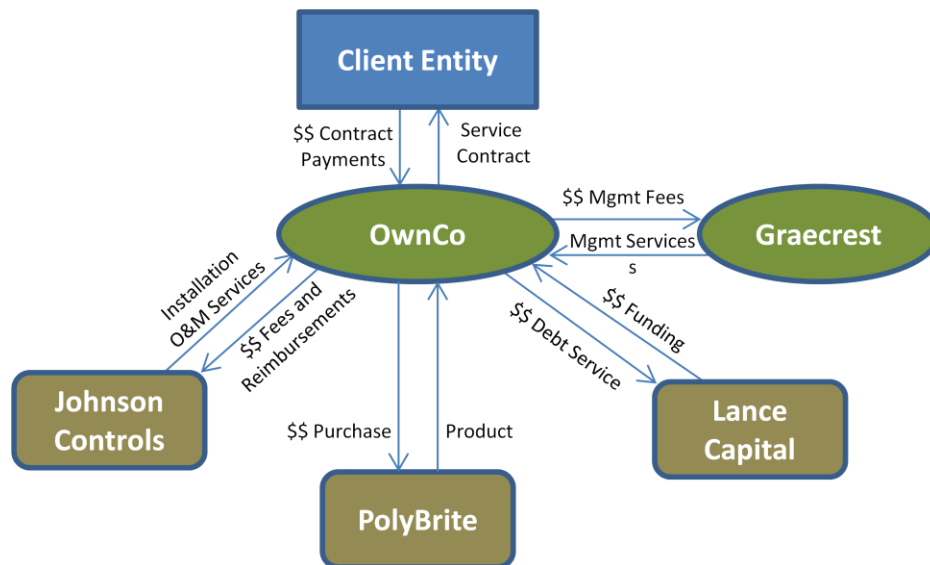 Client Entity
$$ Contract
Payments
Service
Contract
OwnCo
$$ Mgmt Fees
Mgmt Services
s
Graecrest
Installation
O&M Services
$$ Fees and
Reimbursements
$$ Funding
$$ Debt Service
Johnson
Controls
$$ Purchase
Product
Lance
Capital
PolyBrite